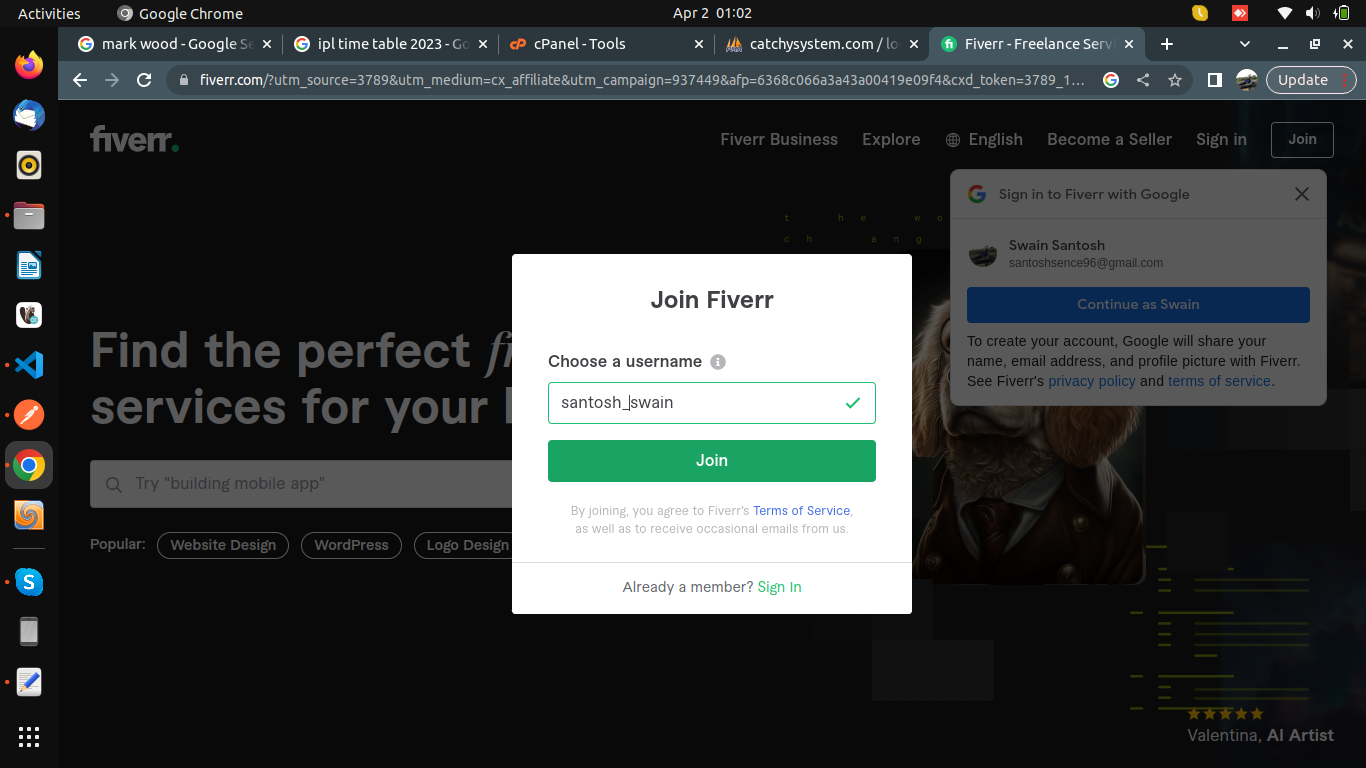 Activities
Google Chrome
Apr 2 01:02
mark wood - Google Se
ipl time table 2023 - Go
cPanel - Tools
catchysystem.com / lo
Fiverr - Freelance Serv
fiverr.com/?utm_source=3789&utm_medium=cx_affiliate&utm_campaign=937449&afp=6368c066a3a43a00419e09f4&cxd_token=3789_1...
Update
fiverr.
Fiverr Business
Explore
English
Become a Seller
Sign in
Join
Sign in to Fiverr with Google
Swain Santosh
santoshsence96@gmail.com
Continue as Swain
To create your account, Google will share your
name, email address, and profile picture with Fiverr.
See Fiverr's privacy policy and terms of service.
t h e w o
c h a n g
Find the perfect
services for your
Try "building mobile app"
Popular:
Website Design
WordPress
Logo Design
Join Fiverr
Choose a username
santosh_swain
Join
By joining, you agree to Fiverr's Terms of Service,
as well as to receive occasional emails from us.
Already a member? Sign In
Valentina, AI Artist